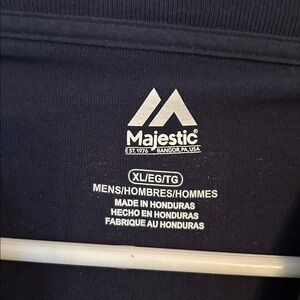 Majestic®
EST. 1976 BANGOR, PA, USA
XL/EG/TG
MENS/HOMBRES/HOMMES
MADE IN HONDURAS
HECHO EN HONDURAS
FABRIQUE AU HONDURAS